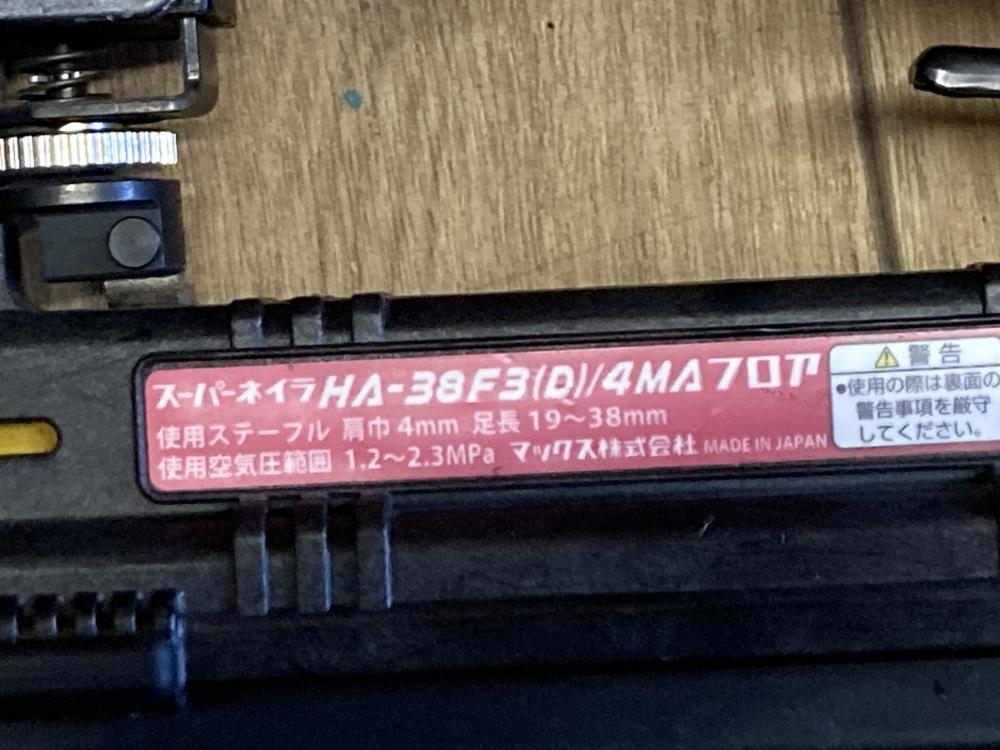 スーパーネイラ HA-38F3(D)/4MAフロア
使用ステープル 肩巾 4mm 足長 19～38mm
使用空気圧範囲 1.2～2.3MPa マックス株式会社 MADE IN JAPAN
⚠警告
●使用の際は裏面の
警告事項を厳守
してください。